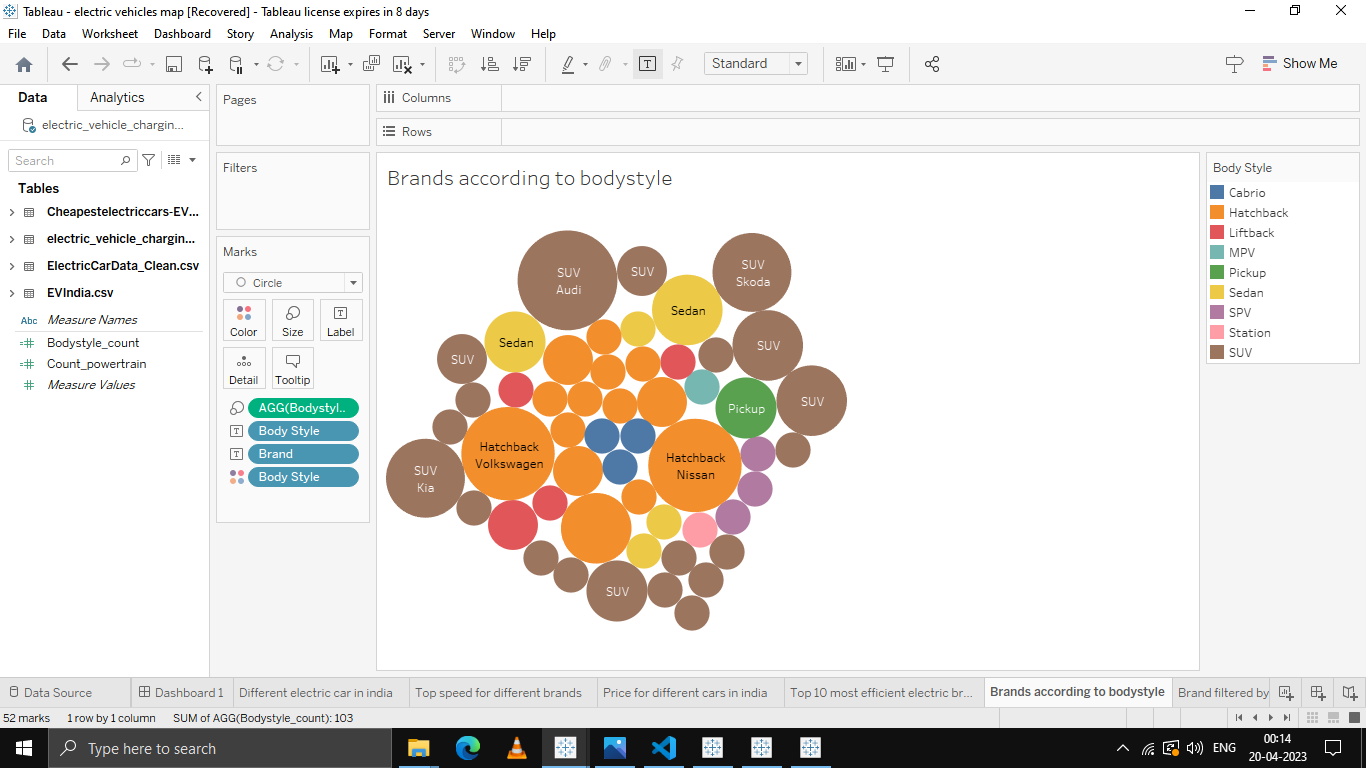 Tableau - electric vehicles map [Recovered] - Tableau license expires in 8 days
File Data Worksheet Dashboard Story Analysis Map Format Server Window Help
Standard
Show Me
Data
Analytics
electric_vehicle_chargin...
Search
Tables
Cheapestelectriccars-EV...
electric_vehicle_chargin...
ElectricCarData_Clean.csv
EVIndia.csv
Abc Measure Names
Bodystyle_count
Count_powertrain
Measure Values
Pages
Filters
Marks
Circle
Color
Size
Label
Detail
Tooltip
AGG(Bodystyl..
Body Style
Brand
Body Style
Columns
Rows
Brands according to bodystyle
SUV
Audi
SUV
SUV
Skoda
Sedan
Sedan
SUV
SUV
Pickup
SUV
Hatchback
Volkswagen
Hatchback
Nissan
SUV
Kia
SUV
Body Style
Cabrio
Hatchback
Liftback
MPV
Pickup
Sedan
SPV
Station
SUV
Data Source
Dashboard 1
Different electric car in india
Top speed for different brands
Price for different cars in india
Top 10 most efficient electric br...
Brands according to bodystyle
Brand filtered by
52 marks
1 row by 1 column
SUM of AGG(Bodystyle_count): 103
Type here to search
ENG
00:14
20-04-2023